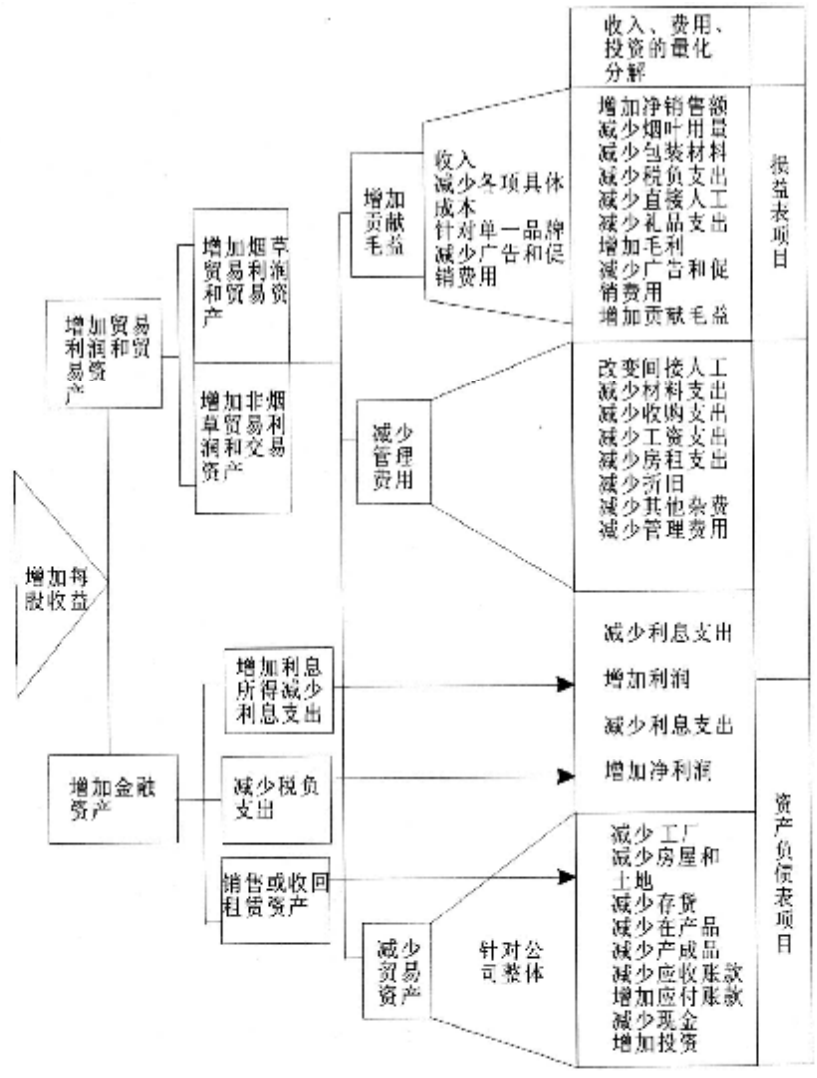 收入、费用、
投资的量化
分解
增加净销售额
减少烟叶用量
减少包装材料
减少税负支出
减少直接人工
减少礼品支出
增加毛利
减少广告和促
销费用
增加贡献毛益
损益表项目
收入
减少各项具体
成本
针对单一品牌
减少广告和促
销费用
增加
贡献
毛益
增加烟草
贸易利润
和贸易资
产
增加贸易
利润和贸
易资
产
增加非烟
草贸易利
润和交易
资产
减少
管理
费用
改变间接人工
减少材料支出
减少收购支出
减少工资支出
减少房租支出
减少折旧
减少其他杂费
减少管理费用
增加每
股收益
增加利息
所得减少
利息支出
减少利息支出
增加利润
减少利息支出
增加净利润
增加金融
资产
减少税负
支出
销售或收回
租赁资产
减少
贸易
资产
针对公
司整体
减少工厂
减少房屋和
土地
减少存货
减少在产品
减少产成品
减少应收账款
增加应付账款
减少现金
增加投资
资产负债表项目